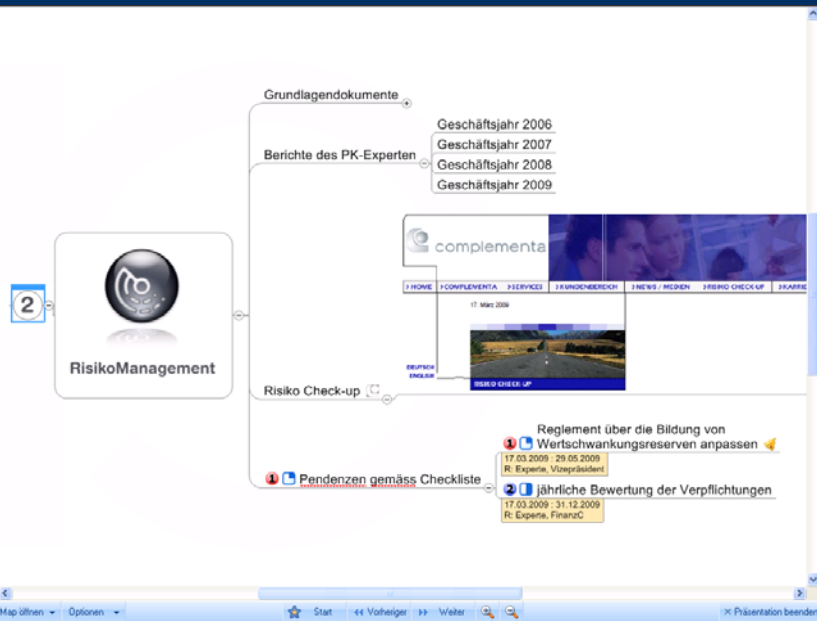 Grundlagendokumente
Berichte des PK-Experten
Geschäftsjahr 2006
Geschäftsjahr 2007
Geschäftsjahr 2008
Geschäftsjahr 2009
complementa
HOME COMPLEMENTA SERVICES KUNDENBEREICH NEWS / MEDIEN RISIKO CHECK-UP KARRIE
17. März 2009
DEUTSCH
ENGLISH
RISIKO CHECK-UP
2
RisikoManagement
Risiko Check-up
Reglement über die Bildung von
1 Wertschwankungsreserven anpassen
17.03.2009 : 29.05.2009
R: Experte, Vizepräsident
1 Pendenzen gemäss Checkliste
2 jährliche Bewertung der Verpflichtungen
17.03.2009 : 31.12.2009
R: Experte, FinanzC
Map öffnen Optionen Start Vorheriger Weiter Präsentation beenden